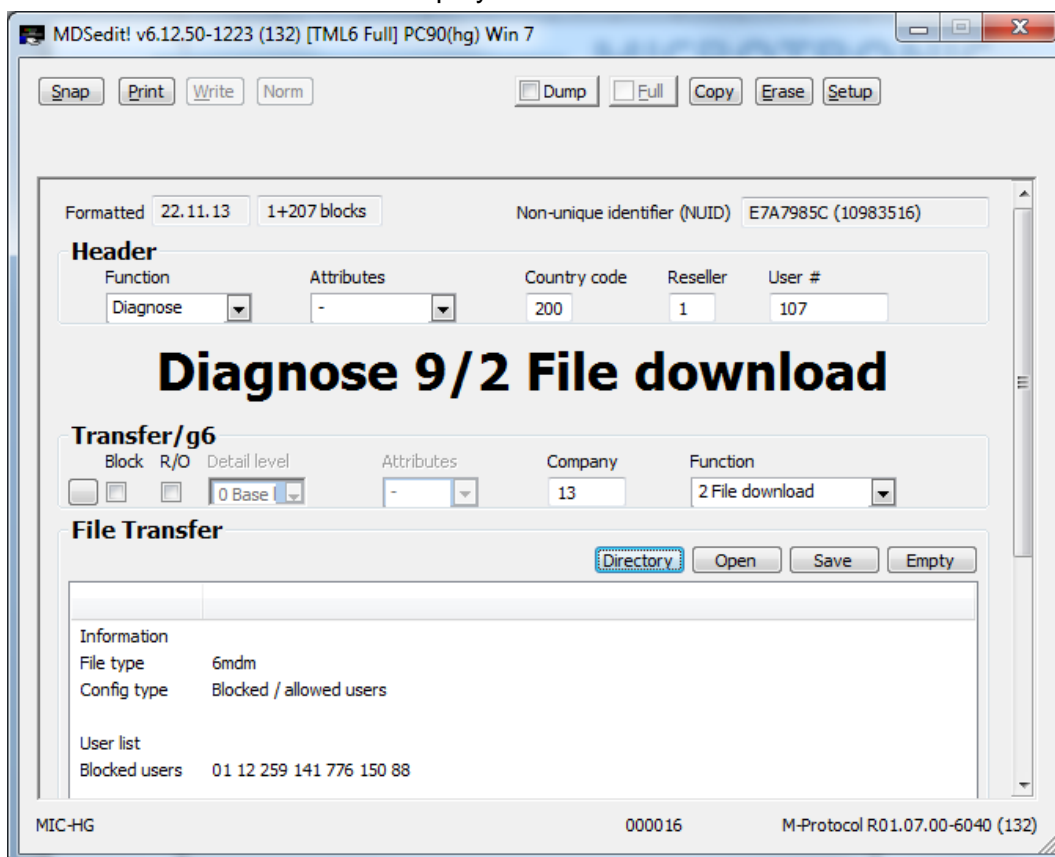 MDSedit! v6.12.50-1223 (132) [TML6 Full] PC90(hg) Win 7
Snap Print Write Norm Dump Full Copy Erase Setup
Formatted 22.11.13 1+207 blocks Non-unique identifier (NUID) E7A7985C (10983516)
Header
Function Attributes Country code Reseller User #
Diagnose - 200 1 107
Diagnose 9/2 File download
Transfer/g6
Block R/O Detail level Attributes Company Function
0 Base - 13 2 File download
File Transfer
Directory Open Save Empty
Information
File type 6mdm
Config type Blocked / allowed users
User list
Blocked users 01 12 259 141 776 150 88
MIC-HG 000016 M-Protocol R01.07.00-6040 (132)